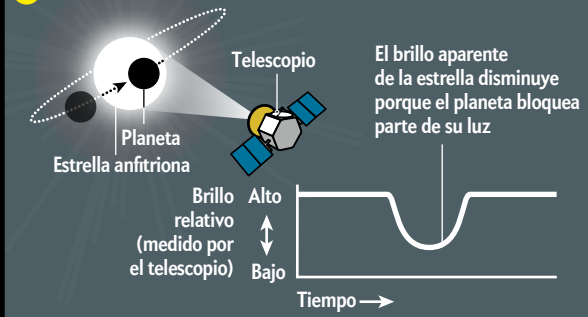 Telescopio
El brillo aparente
de la estrella disminuye
porque el planeta bloquea
parte de su luz
Planeta
Estrella anfitriona
Brillo
relativo
(medido por
el telescopio)
Alto
Bajo
Tiempo